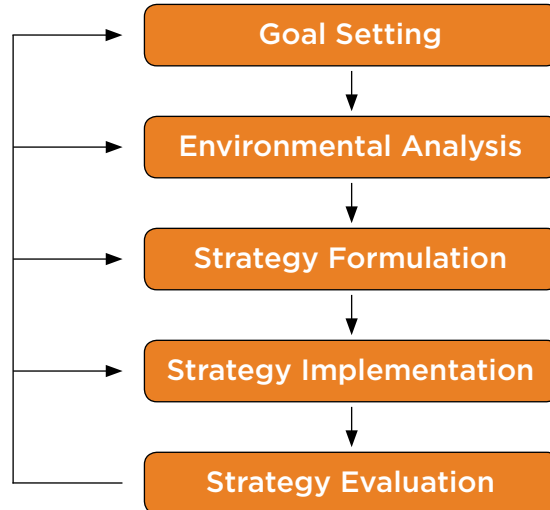 Goal Setting
Environmental Analysis
Strategy Formulation
Strategy Implementation
Strategy Evaluation